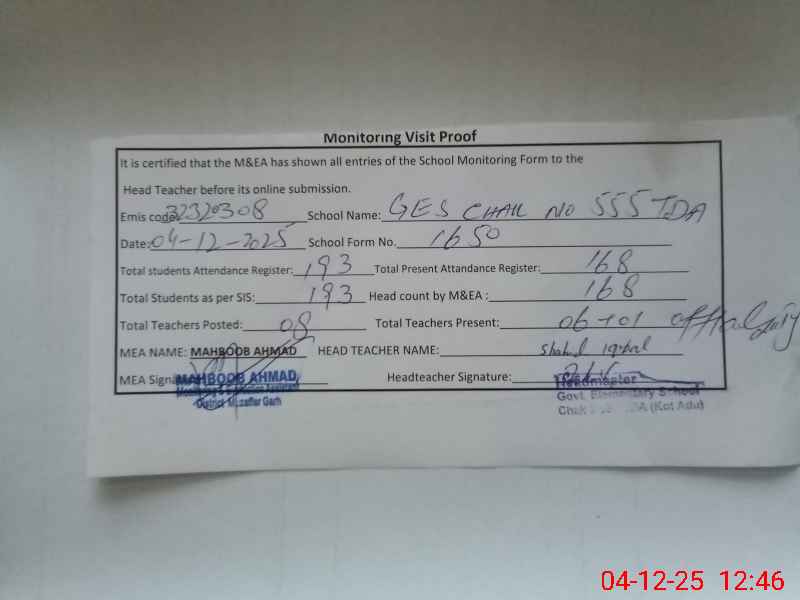 Monitoring Visit Proof
It is certified that the M&EA has shown all entries of the School Monitoring Form to the
Head Teacher before its online submission.
Emis code: 32320308 School Name: GES CHAK NO 555 TDA
Date: 04-12-2025 School Form No. 1650
Total students Attendance Register: 193 Total Present Attandance Register: 168
Total Students as per SIS: 193 Head count by M&EA : 168
Total Teachers Posted: 08 Total Teachers Present: 06 + 01
MEA NAME: MAHBOOB AHMAD HEAD TEACHER NAME: Iqbal
MEA Signa Headteacher Signature:
MAHBOOB AHMAD
Monitoring & Evaluation Assistant
District Muzaffar Garh
Headmaster
Govt. Elementary School
Chak (Kot Adu)
04-12-25 12:46